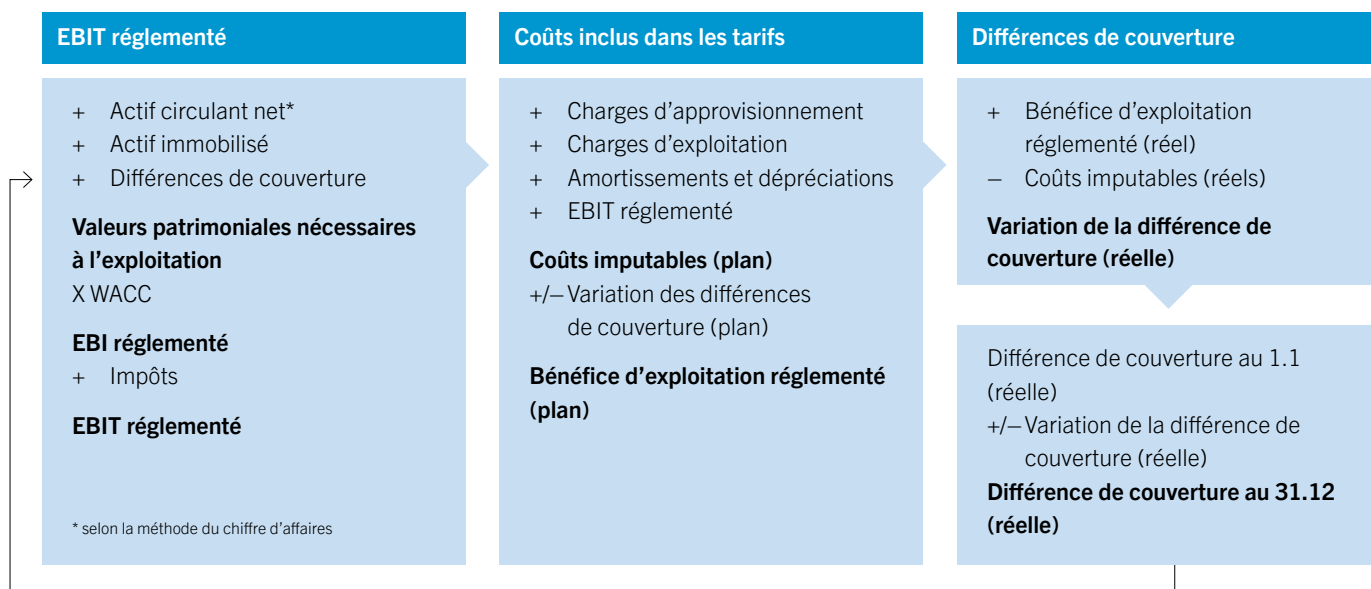 EBIT réglementé
+ Actif circulant net*
+ Actif immobilisé
+ Différences de couverture
Valeurs patrimoniales nécessaires
à l'exploitation
X WACC
EBI réglementé
+ Impôts
EBIT réglementé
* selon la méthode du chiffre d'affaires
Coûts inclus dans les tarifs
+ Charges d'approvisionnement
+ Charges d'exploitation
+ Amortissements et dépréciations
+ EBIT réglementé
Coûts imputables (plan)
+/– Variation des différences
de couverture (plan)
Bénéfice d'exploitation réglementé
(plan)
Différences de couverture
+ Bénéfice d'exploitation
réglementé (réel)
– Coûts imputables (réels)
Variation de la différence de
couverture (réelle)
Différence de couverture au 1.1
(réelle)
+/– Variation de la différence de
couverture (réelle)
Différence de couverture au 31.12
(réelle)